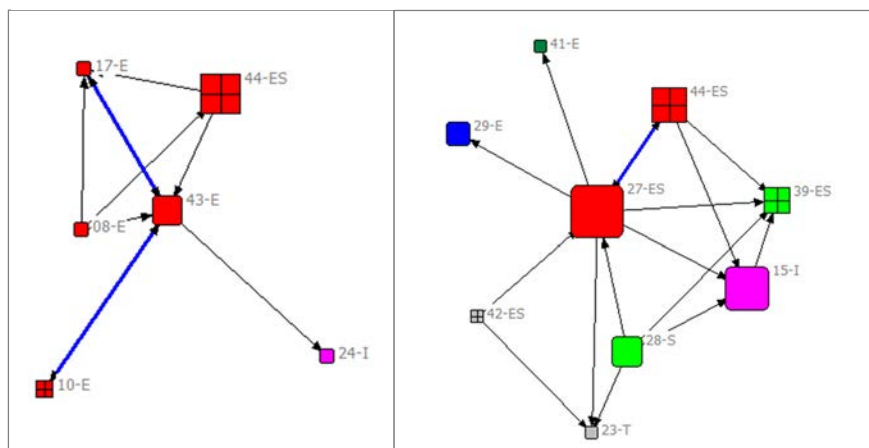 17-E
44-ES
43-E
08-E
24-I
10-E
41-E
44-ES
29-E
27-ES
39-ES
15-I
42-ES
28-S
23-T